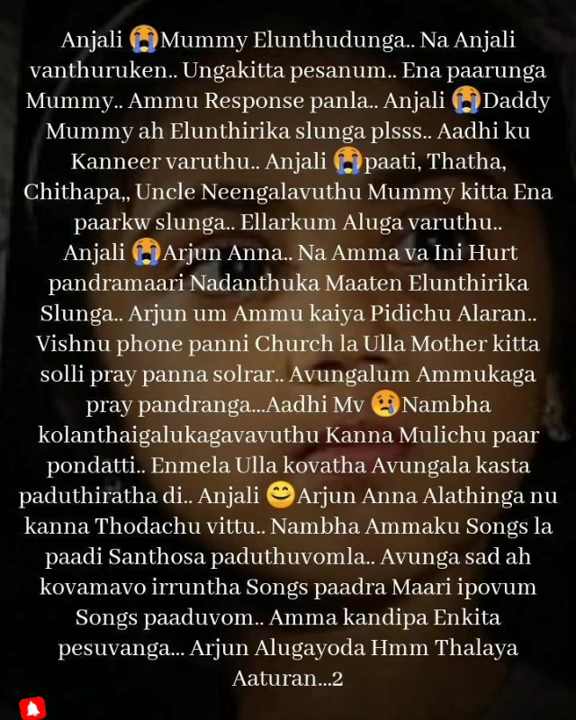 Anjali 😭Mummy Elunthudunga.. Na Anjali
vanthuruken.. Ungakitta pesanum.. Ena paarunga
Mummy.. Ammu Response panla.. Anjali 😭Daddy
Mummy ah Elunthirika slunga plsss.. Aadhi ku
Kanneer varuthu.. Anjali 😭paati, Thatha,
Chithapa,, Uncle Neengalavuthu Mummy kitta Ena
paarkw slunga.. Ellarkum Aluga varuthu..
Anjali 😭Arjun Anna.. Na Amma va Ini Hurt
pandramaari Nadanthuka Maaten Elunthirika
Slunga.. Arjun um Ammu kaiya Pidichu Alaran..
Vishnu phone panni Church la Ulla Mother kitta
solli pray panna solrar.. Avungalum Ammukaga
pray pandranga...Aadhi Mv 😢Nambha
kolanthaigalukagavavuthu Kanna Mulichu paar
pondatti.. Enmela Ulla kovatha Avungala kasta
paduthiratha di.. Anjali 😊Arjun Anna Alathinga nu
kanna Thodachu vittu.. Nambha Ammaku Songs la
paadi Santhosa paduthuvomla.. Avunga sad ah
kovamavo irruntha Songs paadra Maari ipovum
Songs paaduvom.. Amma kandipa Enkita
pesuvanga... Arjun Alugayoda Hmm Thalaya
Aaturan...2